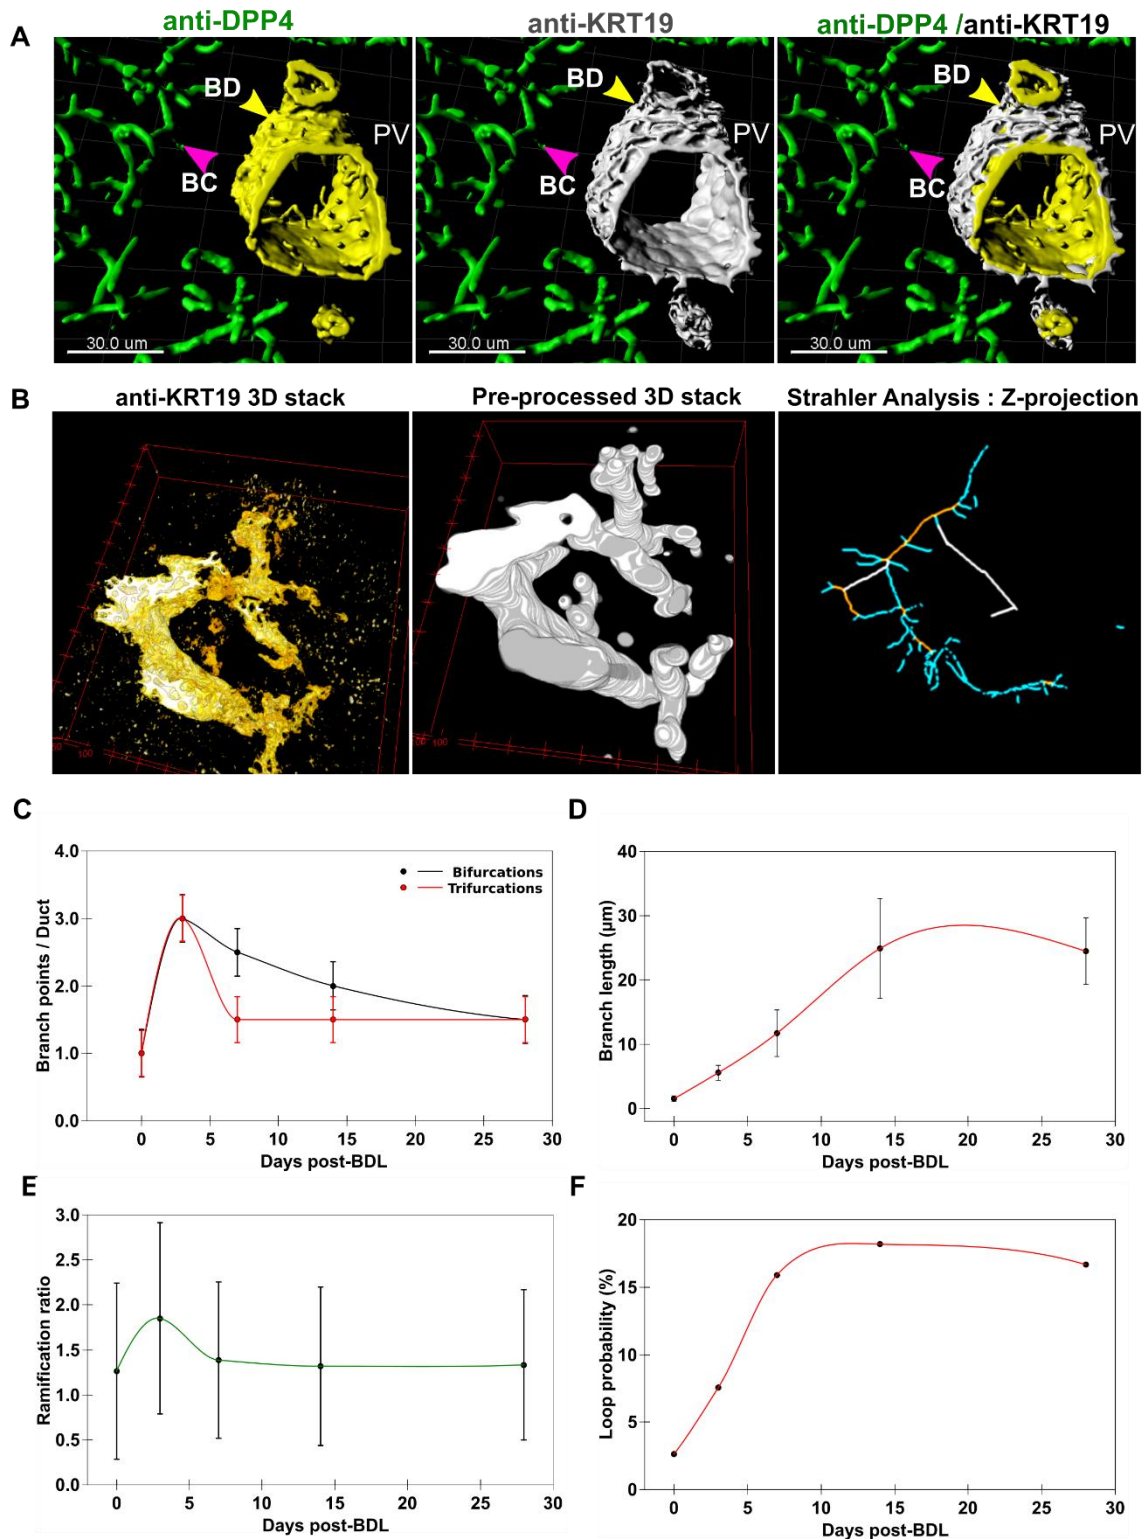 anti-DPP4 anti-KRT19 anti-DPP4 /anti-KRT19
A
BD PV BC 30.0 um
BD PV BC 30.0 um
BD PV BC 30.0 um
B
anti-KRT19 3D stack Pre-processed 3D stack Strahler Analysis : Z-projection
100
C
4.0
3.0
2.0
1.0
0.0
Branch points / Duct
Bifurcations
Trifurcations
0 5 10 15 20 25 30
Days post-BDL
D
40
30
20
10
0
Branch length (µm)
0 5 10 15 20 25 30
Days post-BDL
E
3.0
2.5
2.0
1.5
1.0
0.5
0.0
Ramification ratio
0 5 10 15 20 25 30
Days post-BDL
F
20
15
10
5
0
Loop probability (%)
0 5 10 15 20 25 30
Days post-BDL